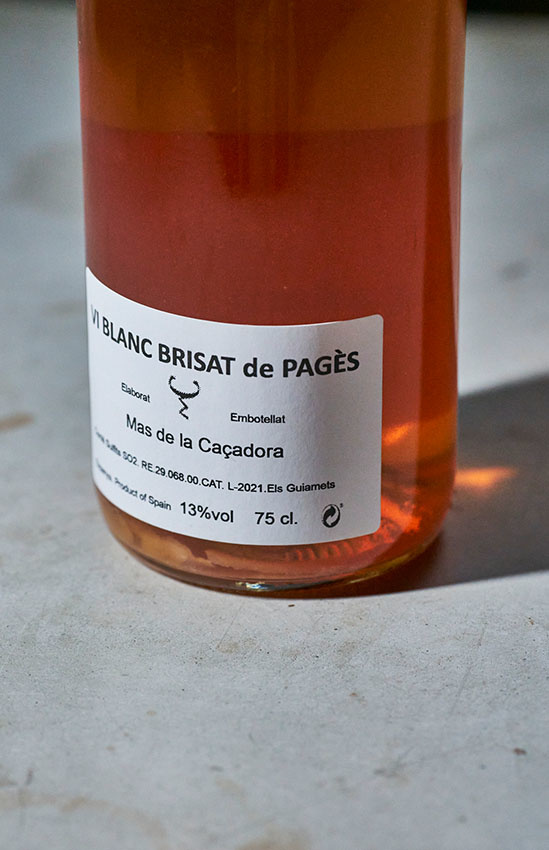 VI BLANC BRISAT de PAGÈS
Elaborat
Embotellat
Mas de la Caçadora
Sulfits SO2. RE.29.068.00.CAT. L-2021.Els Guiamets
Product of Spain 13%vol 75 cl.